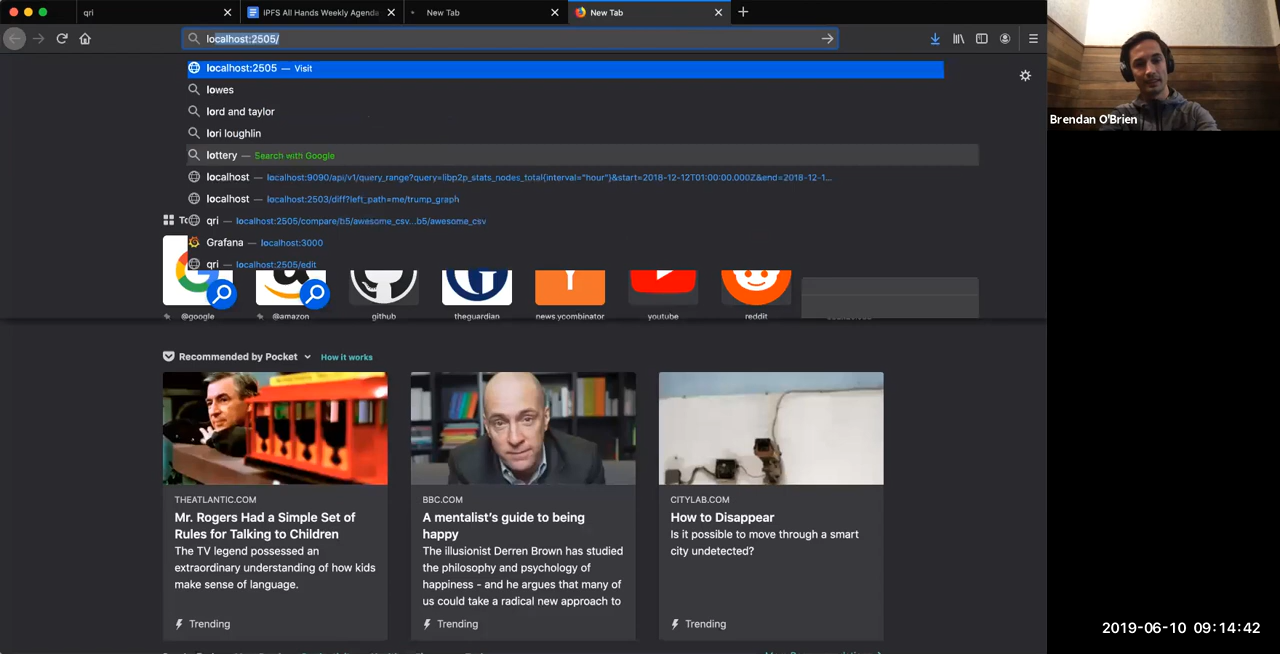 qri
IPFS All Hands Weekly Agenda
New Tab
New Tab
localhost:2505/
localhost:2505 — Visit
lowes
lord and taylor
lori loughlin
lottery — Search with Google
localhost — localhost:9090/api/v1/query_range?query=libp2p_stats_nodes_total{interval="hour"}&start=2018-12-12T01:00:00.000Z&end=2018-12-1...
localhost — localhost:2503/diff?left_path=me/trump_graph
qri — localhost:2505/compare/b5/awesome_csv...b5/awesome_csv
Grafana — localhost:3000
qri — localhost:2505/edit
@google
@amazon
github
theguardian
news.ycombinator
youtube
reddit
Recommended by Pocket
How it works
THEATLANTIC.COM
Mr. Rogers Had a Simple Set of
Rules for Talking to Children
The TV legend possessed an
extraordinary understanding of how kids
make sense of language.
Trending
BBC.COM
A mentalist's guide to being
happy
The illusionist Derren Brown has studied
the philosophy and psychology of
happiness - and he argues that many of
us could take a radical new approach to
Trending
CITYLAB.COM
How to Disappear
Is it possible to move through a smart
city undetected?
Trending
Brendan O'Brien
2019-06-10 09:14:42